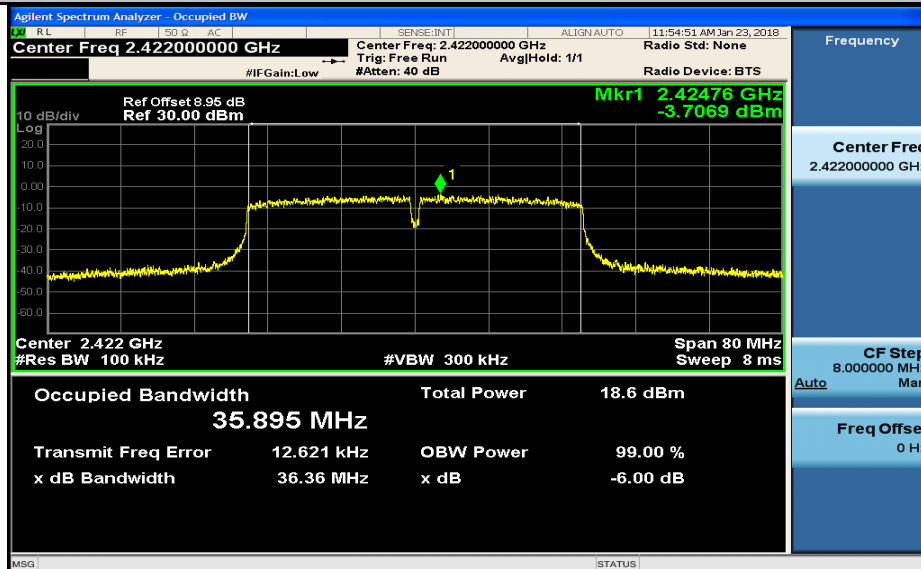 Agilent Spectrum Analyzer - Occupied BW
LXI RL RF 50 Ω AC SENSE:INT ALIGN AUTO 11:54:51 AM Jan 23, 2018
Center Freq 2.422000000 GHz
Center Freq: 2.422000000 GHz
Radio Std: None
Trig: Free Run Avg|Hold: 1/1
#IFGain:Low #Atten: 40 dB Radio Device: BTS
Frequency
Mkr1 2.42476 GHz
-3.7069 dBm
Ref Offset 8.95 dB
10 dB/div Ref 30.00 dBm
Log
20.0
10.0
0.00
-10.0
-20.0
-30.0
-40.0
-50.0
-60.0
1
Center 2.422 GHz Span 80 MHz
#Res BW 100 kHz #VBW 300 kHz Sweep 8 ms
Occupied Bandwidth Total Power 18.6 dBm
35.895 MHz
Transmit Freq Error 12.621 kHz OBW Power 99.00 %
x dB Bandwidth 36.36 MHz x dB -6.00 dB
Center Fre
2.422000000 GH
CF Ste
8.000000 MH
Auto Ma
Freq Offse
0 H
MSG STATUS